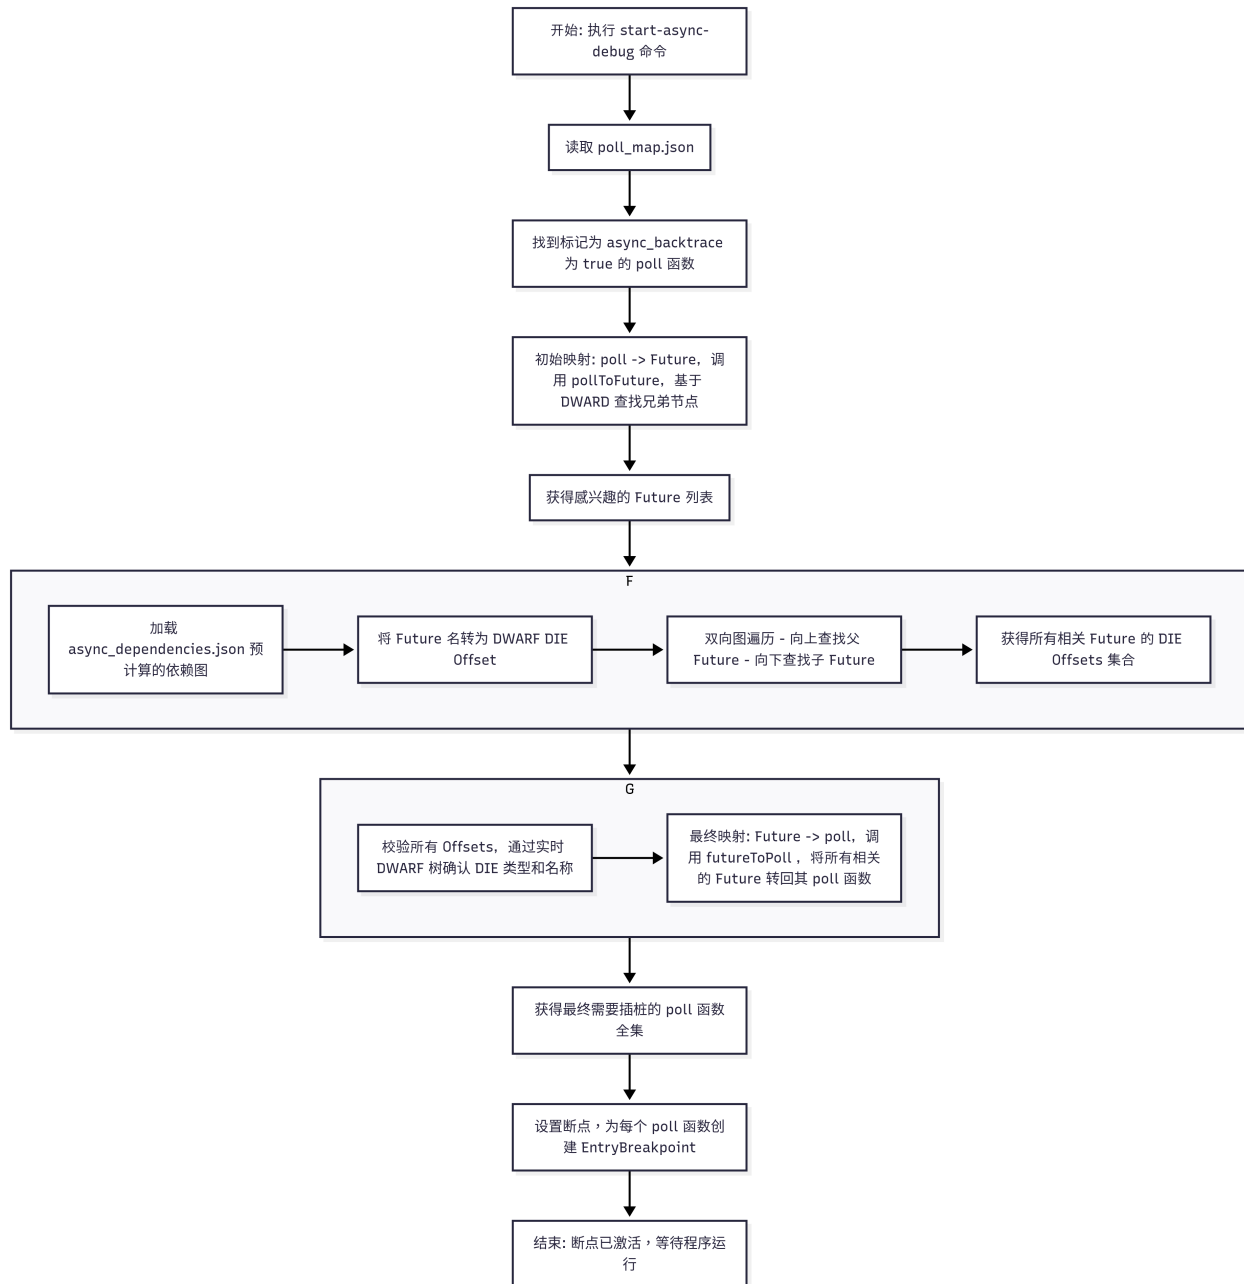 开始: 执行 start-async-
debug 命令
读取 poll_map.json
找到标记为 async_backtrace
为 true 的 poll 函数
初始映射: poll -> Future，调
用 pollToFuture，基于
DWARD 查找兄弟节点
获得感兴趣的 Future 列表
F
加载
async_dependencies.json 预
计算的依赖图
将 Future 名转为 DWARF DIE
Offset
双向图遍历 - 向上查找父
Future - 向下查找子 Future
获得所有相关 Future 的 DIE
Offsets 集合
G
校验所有 Offsets，通过实时
DWARF 树确认 DIE 类型和名称
最终映射: Future -> poll，调
用 futureToPoll ，将所有相关
的 Future 转回其 poll 函数
获得最终需要插桩的 poll 函数
全集
设置断点，为每个 poll 函数创
建 EntryBreakpoint
结束: 断点已激活，等待程序运
行